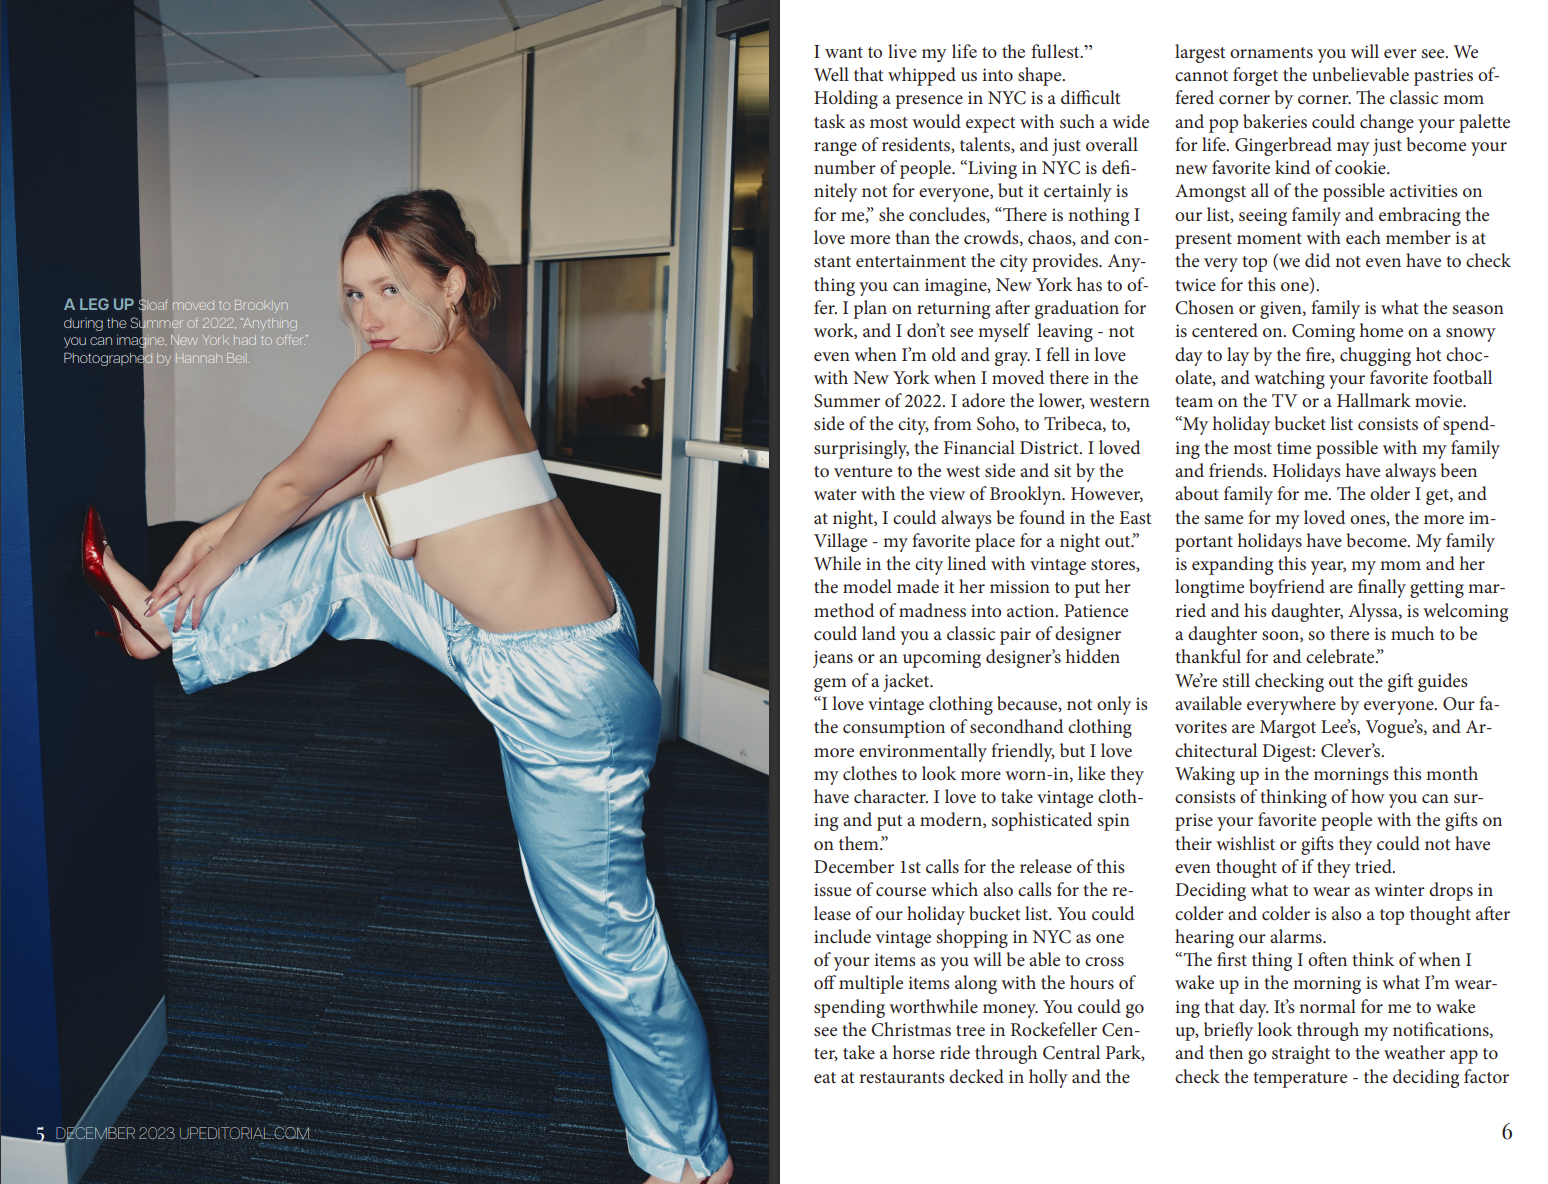 A LEG UP Sloaf moved to Brooklyn
during the Summer of 2022, “Anything
you can imagine, New York had to offer.”
Photographed by Hannah Beil.
5 DECEMBER 2023 UPEDITORIAL.COM
I want to live my life to the fullest.”
Well that whipped us into shape.
Holding a presence in NYC is a difficult
task as most would expect with such a wide
range of residents, talents, and just overall
number of people. “Living in NYC is defi-
nitely not for everyone, but it certainly is
for me,” she concludes, “There is nothing I
love more than the crowds, chaos, and con-
stant entertainment the city provides. Any-
thing you can imagine, New York has to of-
fer. I plan on returning after graduation for
work, and I don’t see myself leaving - not
even when I’m old and gray. I fell in love
with New York when I moved there in the
Summer of 2022. I adore the lower, western
side of the city, from Soho, to Tribeca, to,
surprisingly, the Financial District. I loved
to venture to the west side and sit by the
water with the view of Brooklyn. However,
at night, I could always be found in the East
Village - my favorite place for a night out.”
While in the city lined with vintage stores,
the model made it her mission to put her
method of madness into action. Patience
could land you a classic pair of designer
jeans or an upcoming designer’s hidden
gem of a jacket.
“I love vintage clothing because, not only is
the consumption of secondhand clothing
more environmentally friendly, but I love
my clothes to look more worn-in, like they
have character. I love to take vintage cloth-
ing and put a modern, sophisticated spin
on them.”
December 1st calls for the release of this
issue of course which also calls for the re-
lease of our holiday bucket list. You could
include vintage shopping in NYC as one
of your items as you will be able to cross
off multiple items along with the hours of
spending worthwhile money. You could go
see the Christmas tree in Rockefeller Cen-
ter, take a horse ride through Central Park,
eat at restaurants decked in holly and the
largest ornaments you will ever see. We
cannot forget the unbelievable pastries of-
fered corner by corner. The classic mom
and pop bakeries could change your palette
for life. Gingerbread may just become your
new favorite kind of cookie.
Amongst all of the possible activities on
our list, seeing family and embracing the
present moment with each member is at
the very top (we did not even have to check
twice for this one).
Chosen or given, family is what the season
is centered on. Coming home on a snowy
day to lay by the fire, chugging hot choc-
olate, and watching your favorite football
team on the TV or a Hallmark movie.
“My holiday bucket list consists of spend-
ing the most time possible with my family
and friends. Holidays have always been
about family for me. The older I get, and
the same for my loved ones, the more im-
portant holidays have become. My family
is expanding this year, my mom and her
longtime boyfriend are finally getting mar-
ried and his daughter, Alyssa, is welcoming
a daughter soon, so there is much to be
thankful for and celebrate.”
We’re still checking out the gift guides
available everywhere by everyone. Our fa-
vorites are Margot Lee’s, Vogue’s, and Ar-
chitectural Digest: Clever’s.
Waking up in the mornings this month
consists of thinking of how you can sur-
prise your favorite people with the gifts on
their wishlist or gifts they could not have
even thought of if they tried.
Deciding what to wear as winter drops in
colder and colder is also a top thought after
hearing our alarms.
“The first thing I often think of when I
wake up in the morning is what I’m wear-
ing that day. It’s normal for me to wake
up, briefly look through my notifications,
and then go straight to the weather app to
check the temperature - the deciding factor
6